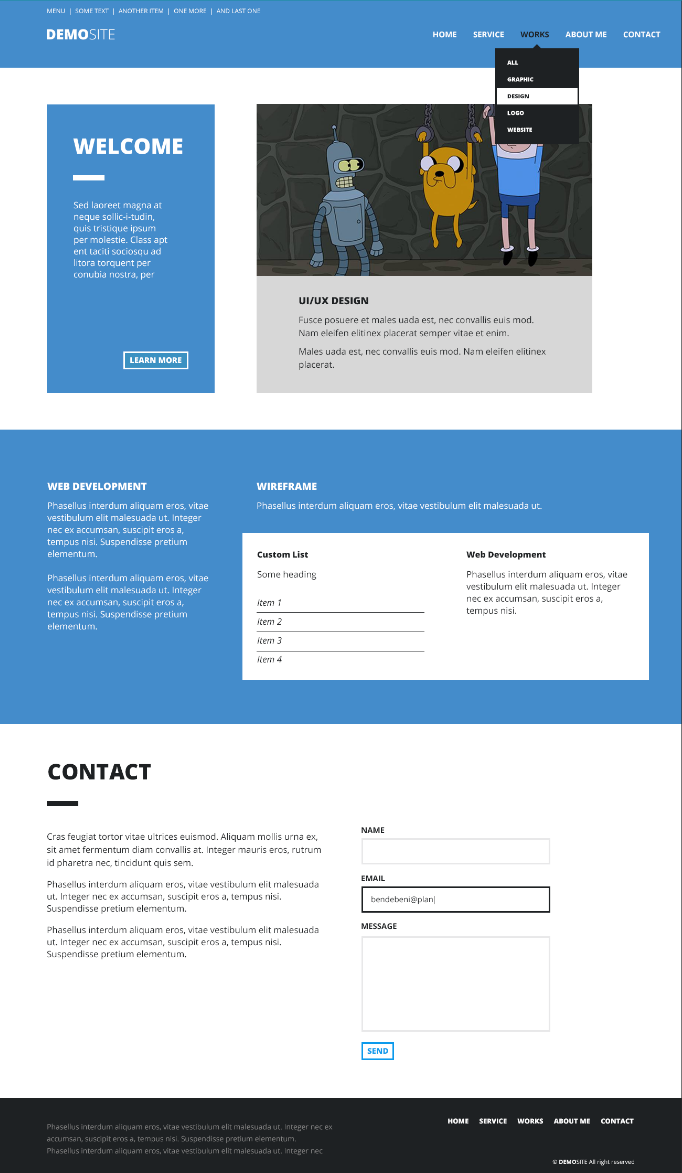 MENU | SOME TEXT | ANOTHER ITEM | ONE MORE | AND LAST ONE
DEMOSITE
HOME SERVICE WORKS ABOUT ME CONTACT
ALL
GRAPHIC
DESIGN
LOGO
WEBSITE
WELCOME
Sed laoreet magna at
neque sollic-i-tudin,
quis tristique ipsum
per molestie. Class apt
ent taciti sociosqu ad
litora torquent per
conubia nostra, per
LEARN MORE
UI/UX DESIGN
Fusce posuere et males uada est, nec convallis euis mod.
Nam eleifen elitinex placerat semper vitae et enim.
Males uada est, nec convallis euis mod. Nam eleifen elitinex
placerat.
WEB DEVELOPMENT
Phasellus interdum aliquam eros, vitae
vestibulum elit malesuada ut. Integer
nec ex accumsan, suscipit eros a,
tempus nisi. Suspendisse pretium
elementum.
Phasellus interdum aliquam eros, vitae
vestibulum elit malesuada ut. Integer
nec ex accumsan, suscipit eros a,
tempus nisi. Suspendisse pretium
elementum.
WIREFRAME
Phasellus interdum aliquam eros, vitae vestibulum elit malesuada ut.
Custom List
Some heading
Item 1
Item 2
Item 3
Item 4
Web Development
Phasellus interdum aliquam eros, vitae
vestibulum elit malesuada ut. Integer
nec ex accumsan, suscipit eros a,
tempus nisi.
CONTACT
Cras feugiat tortor vitae ultrices euismod. Aliquam mollis urna ex,
sit amet fermentum diam convallis at. Integer mauris eros, rutrum
id pharetra nec, tincidunt quis sem.
Phasellus interdum aliquam eros, vitae vestibulum elit malesuada
ut. Integer nec ex accumsan, suscipit eros a, tempus nisi.
Suspendisse pretium elementum.
Phasellus interdum aliquam eros, vitae vestibulum elit malesuada
ut. Integer nec ex accumsan, suscipit eros a, tempus nisi.
Suspendisse pretium elementum.
NAME
EMAIL
bendebeni@plan|
MESSAGE
SEND
Phasellus interdum aliquam eros, vitae vestibulum elit malesuada ut. Integer nec ex
accumsan, suscipit eros a, tempus nisi. Suspendisse pretium elementum.
Phasellus interdum aliquam eros, vitae vestibulum elit malesuada ut. Integer nec
HOME SERVICE WORKS ABOUT ME CONTACT
© DEMOSITE All right reserved